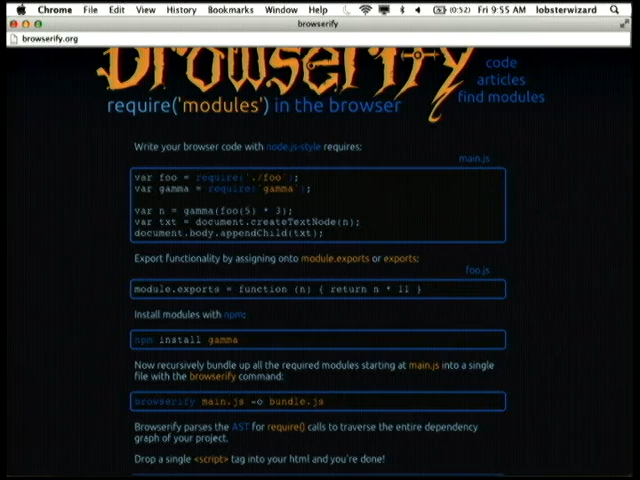 Chrome File Edit View History Bookmarks Window Help (0:52) Fri 9:55 AM lobsterwizard
browserify
browserify.org
browserify
code
articles
find modules
require('modules') in the browser
Write your browser code with node.js-style requires:
main.js
var foo = require('./foo');
var gamma = require('gamma');
var n = gamma(foo(5) * 3);
var txt = document.createTextNode(n);
document.body.appendChild(txt);
Export functionality by assigning onto module.exports or exports:
foo.js
module.exports = function (n) { return n * 11 }
Install modules with npm:
npm install gamma
Now recursively bundle up all the required modules starting at main.js into a single
file with the browserify command:
browserify main.js -o bundle.js
Browserify parses the AST for require() calls to traverse the entire dependency
graph of your project.
Drop a single <script> tag into your html and you're done!